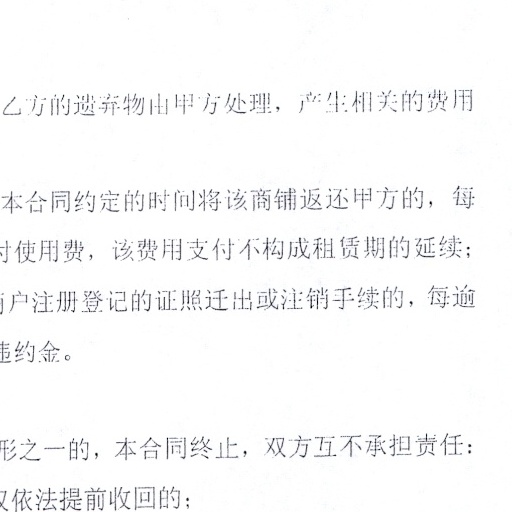 乙方的遗弃物由甲方处理，产生相关的费用
本合同约定的时间将该商铺返还甲方的，每
付使用费，该费用支付不构成租赁期的延续；
商户注册登记的证照迁出或注销手续的，每逾
违约金。
形之一的，本合同终止，双方互不承担责任：
权依法提前收回的；